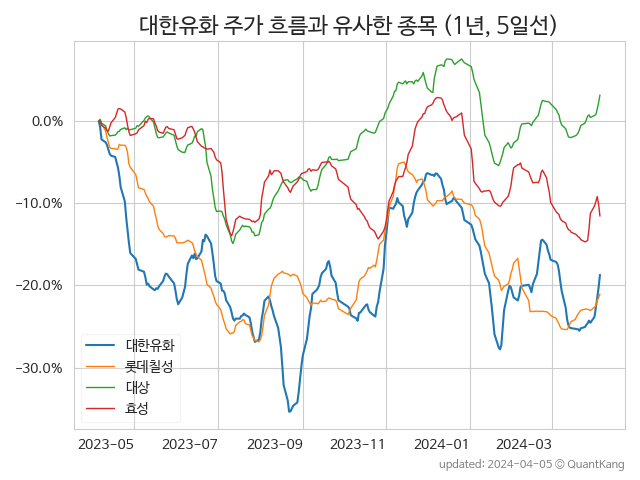 대한유화 주가 흐름과 유사한 종목 (1년, 5일선)
0.0%
−10.0%
−20.0%
−30.0%
대한유화
롯데칠성
대상
효성
2023-05
2023-07
2023-09
2023-11
2024-01
2024-03
updated: 2024-04-05 © QuantKang